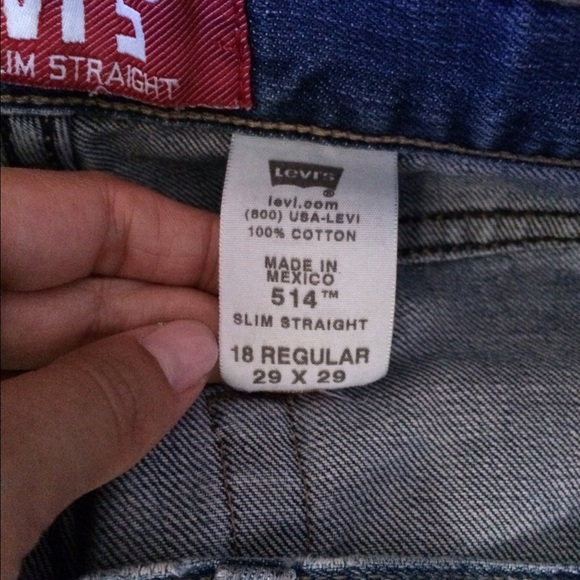 SLIM STRAIGHT
Levi's
®
levi.com
(800) USA-LEVI
100% COTTON
MADE IN
MEXICO
514™
SLIM STRAIGHT
18 REGULAR
29 X 29